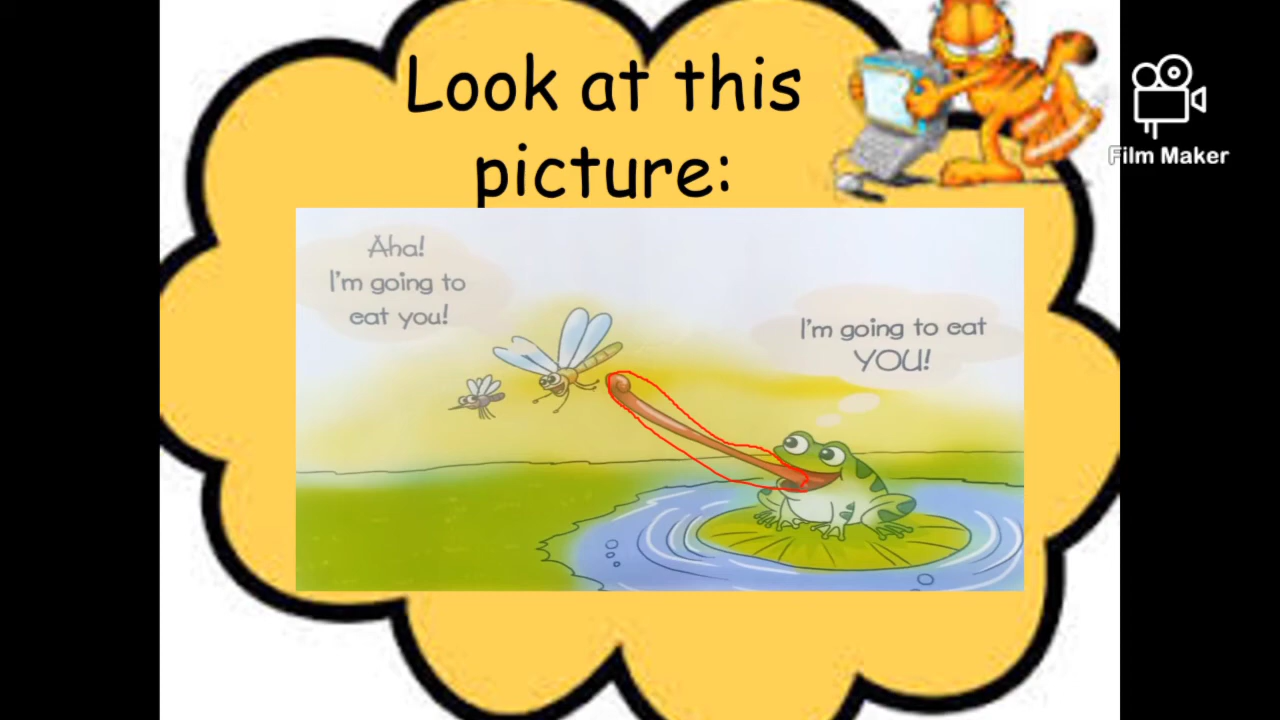 Look at this
picture:
Film Maker
Aha!
I'm going to
eat you!
I'm going to eat
YOU!